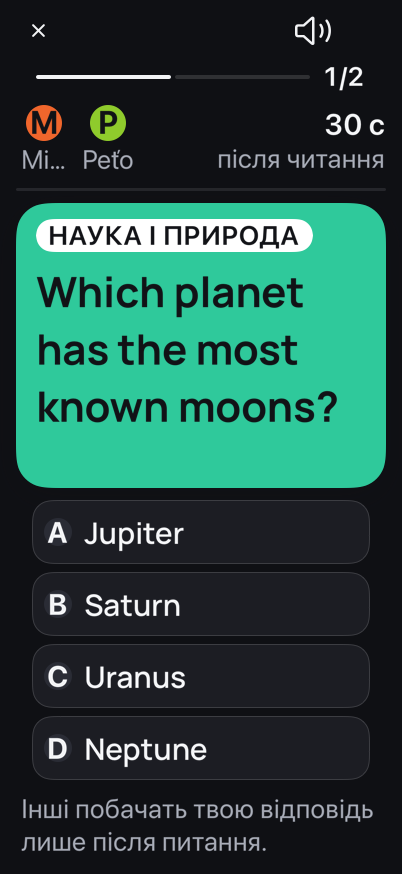 1/2
M P
Mi... Peťo
30 с
після читання
НАУКА І ПРИРОДА
Which planet
has the most
known moons?
A Jupiter
B Saturn
C Uranus
D Neptune
Інші побачать твою відповідь
лише після питання.